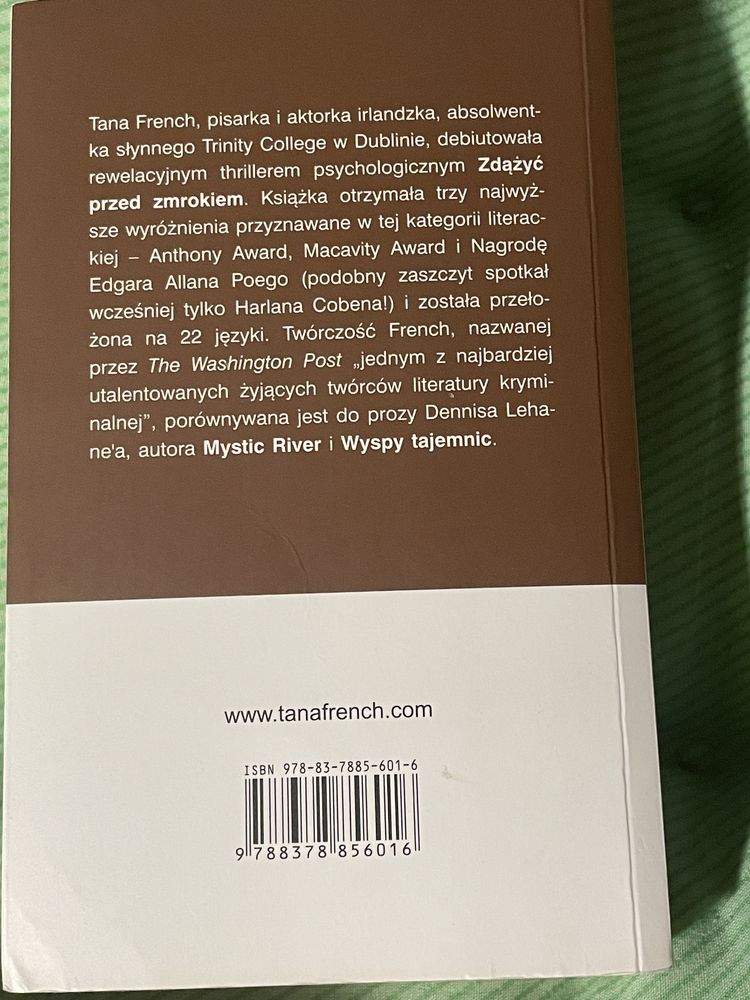 Tana French, pisarka i aktorka irlandzka, absolwent-
ka słynnego Trinity College w Dublinie, debiutowała
rewelacyjnym thrillerem psychologicznym Zdążyć
przed zmrokiem. Książka otrzymała trzy najwyż-
sze wyróżnienia przyznawane w tej kategorii literac-
kiej – Anthony Award, Macavity Award i Nagrodę
Edgara Allana Poego (podobny zaszczyt spotkał
wcześniej tylko Harlana Cobena!) i została przeło-
żona na 22 języki. Twórczość French, nazwanej
przez The Washington Post „jednym z najbardziej
utalentowanych żyjących twórców literatury krymi-
nalnej”, porównywana jest do prozy Dennisa Leha-
ne'a, autora Mystic River i Wyspy tajemnic.
www.tanafrench.com
ISBN 978-83-7885-601-6
9 788378 856016